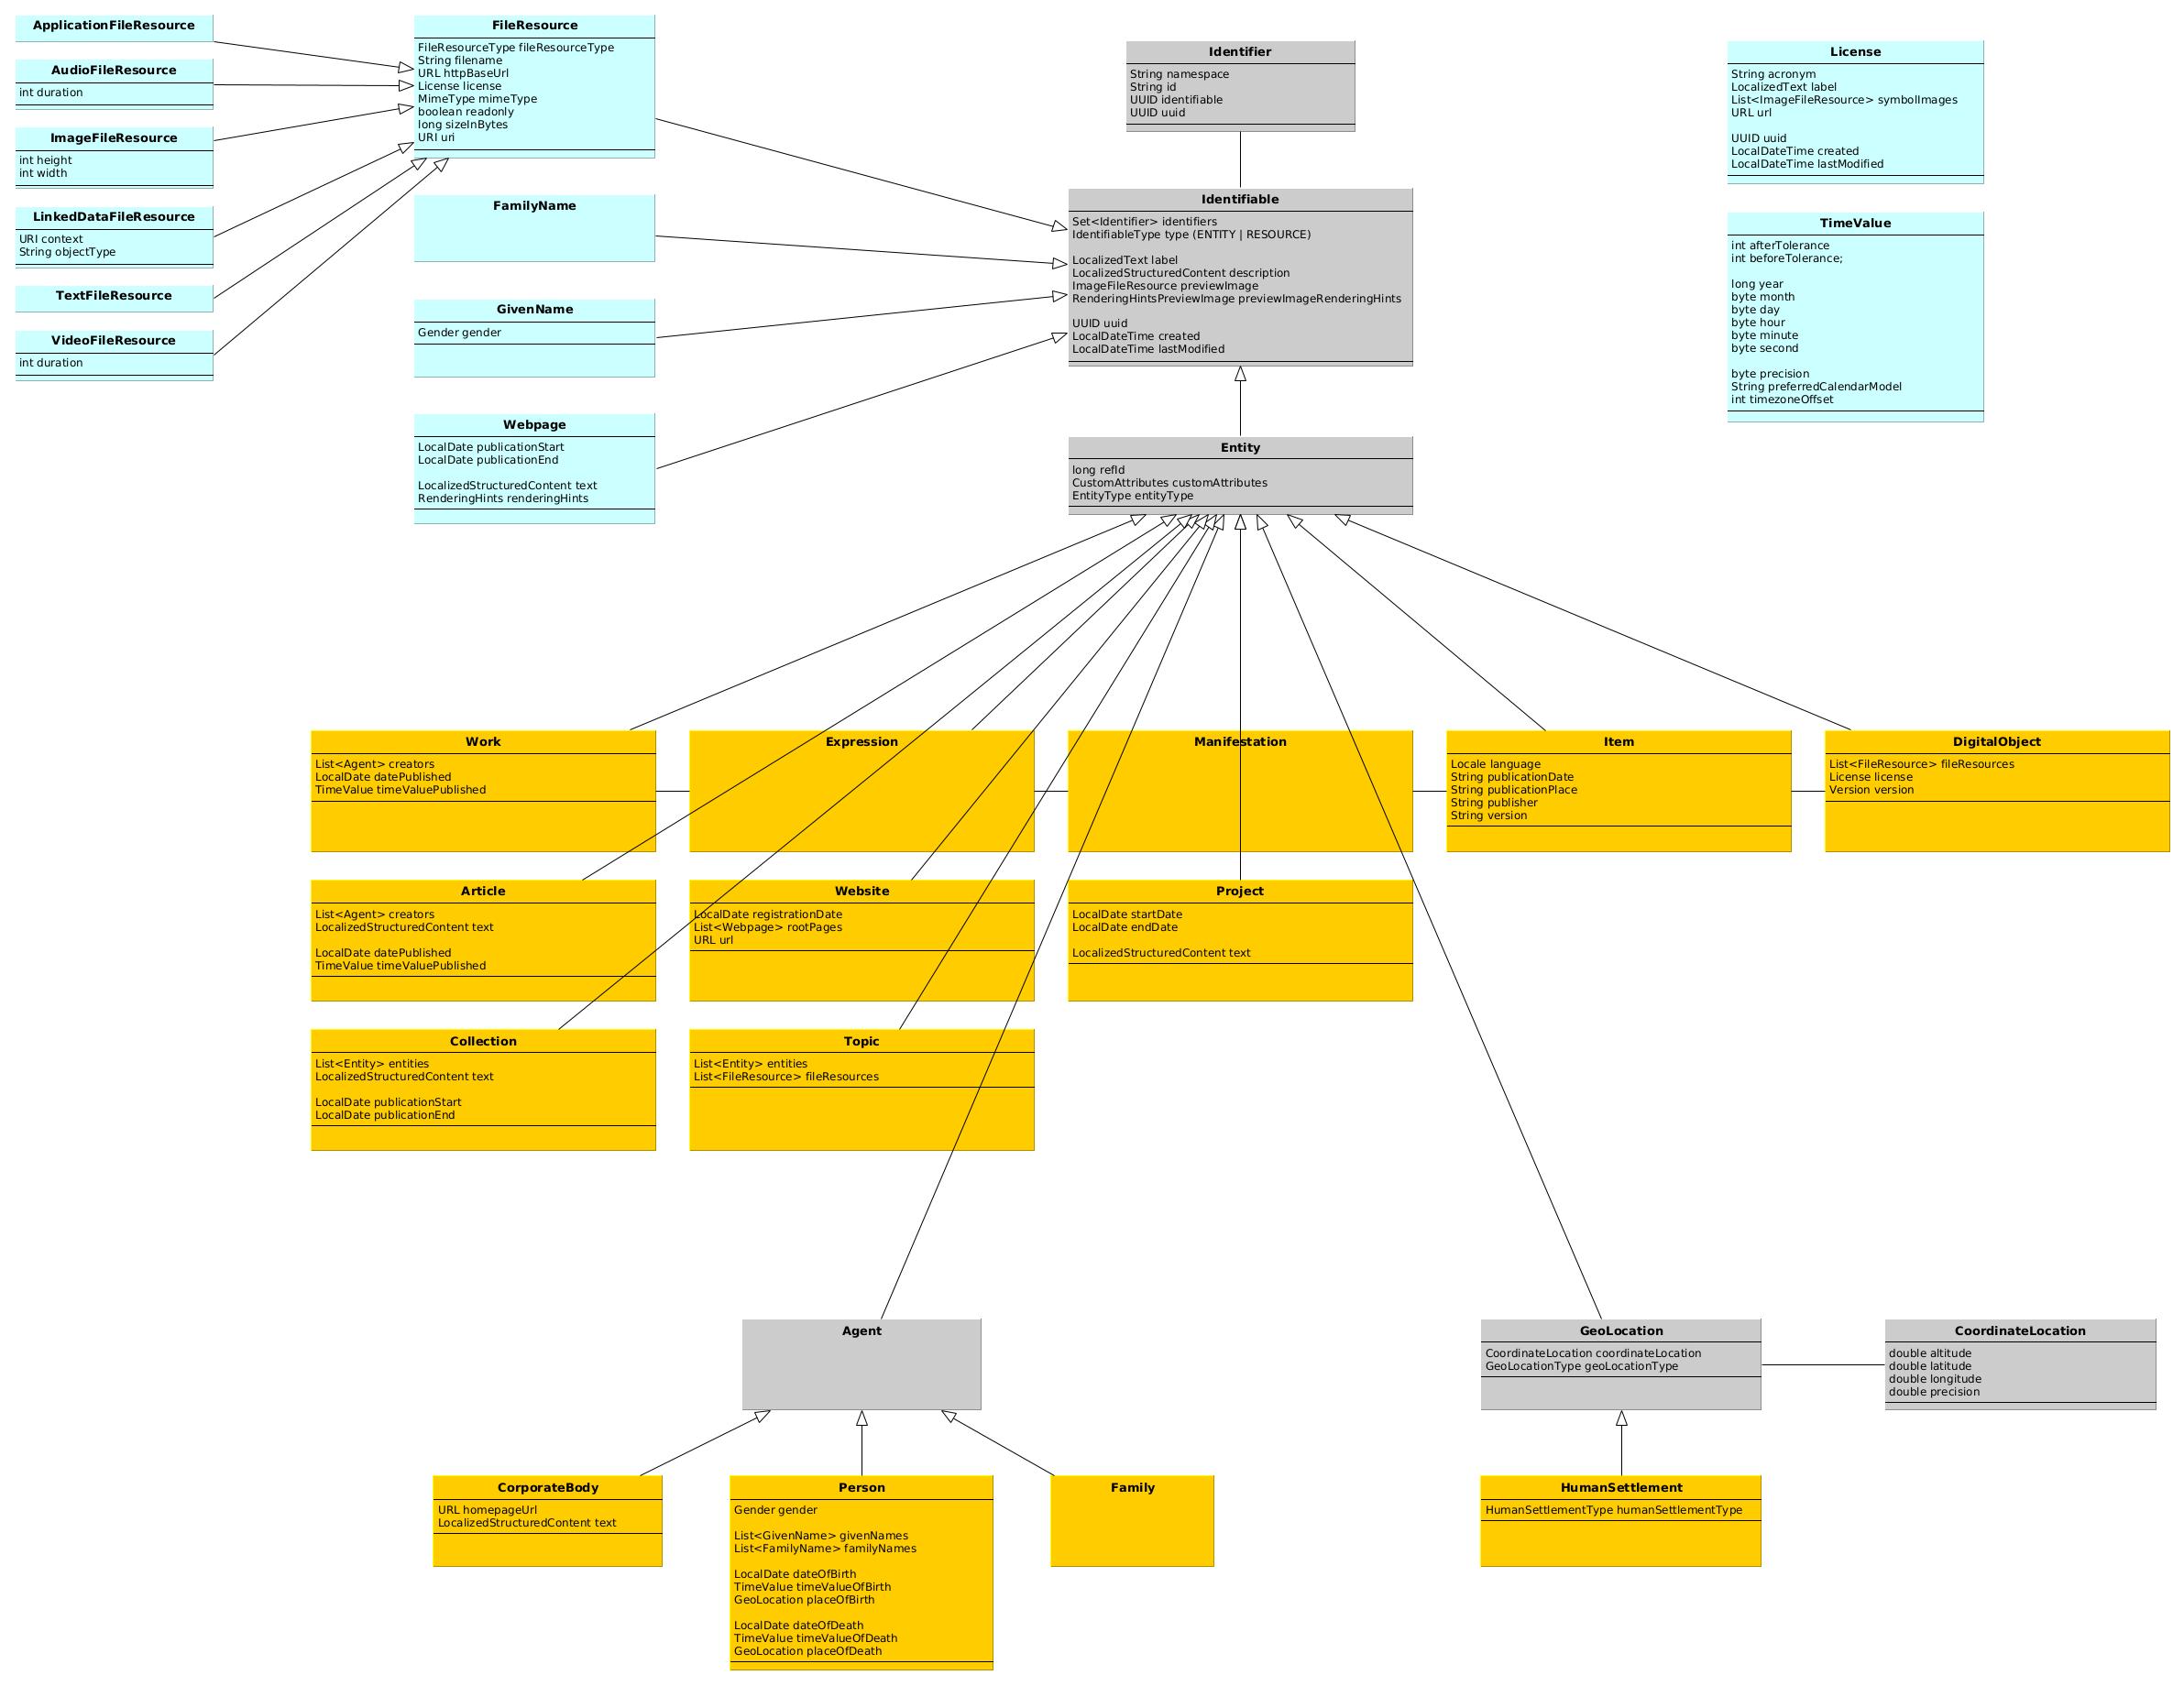 ApplicationFileResource
AudioFileResource
int duration
ImageFileResource
int height
int width
LinkedDataFileResource
URI context
String objectType
TextFileResource
VideoFileResource
int duration
FileResource
FileResourceType fileResourceType
String filename
URL httpBaseUrl
License license
MimeType mimeType
boolean readonly
long sizeInBytes
URI uri
FamilyName
GivenName
Gender gender
Webpage
LocalDate publicationStart
LocalDate publicationEnd
LocalizedStructuredContent text
RenderingHints renderingHints
Identifier
String namespace
String id
UUID identifiable
UUID uuid
Identifiable
Set<Identifier> identifiers
IdentifiableType type (ENTITY | RESOURCE)
LocalizedText label
LocalizedStructuredContent description
ImageFileResource previewImage
RenderingHintsPreviewImage previewImageRenderingHints
UUID uuid
LocalDateTime created
LocalDateTime lastModified
Entity
long refId
CustomAttributes customAttributes
EntityType entityType
License
String acronym
LocalizedText label
List<ImageFileResource> symbolImages
URL url
UUID uuid
LocalDateTime created
LocalDateTime lastModified
TimeValue
int afterTolerance
int beforeTolerance;
long year
byte month
byte day
byte hour
byte minute
byte second
byte precision
String preferredCalendarModel
int timezoneOffset
Work
List<Agent> creators
LocalDate datePublished
TimeValue timeValuePublished
Expression
Manifestation
Item
Locale language
String publicationDate
String publicationPlace
String publisher
String version
DigitalObject
List<FileResource> fileResources
License license
Version version
Article
List<Agent> creators
LocalizedStructuredContent text
LocalDate datePublished
TimeValue timeValuePublished
Website
LocalDate registrationDate
List<Webpage> rootPages
URL url
Project
LocalDate startDate
LocalDate endDate
LocalizedStructuredContent text
Collection
List<Entity> entities
LocalizedStructuredContent text
LocalDate publicationStart
LocalDate publicationEnd
Topic
List<Entity> entities
List<FileResource> fileResources
Agent
GeoLocation
CoordinateLocation coordinateLocation
GeoLocationType geoLocationType
CoordinateLocation
double altitude
double latitude
double longitude
double precision
CorporateBody
URL homepageUrl
LocalizedStructuredContent text
Person
Gender gender
List<GivenName> givenNames
List<FamilyName> familyNames
LocalDate dateOfBirth
TimeValue timeValueOfBirth
GeoLocation placeOfBirth
LocalDate dateOfDeath
TimeValue timeValueOfDeath
GeoLocation placeOfDeath
Family
HumanSettlement
HumanSettlementType humanSettlementType